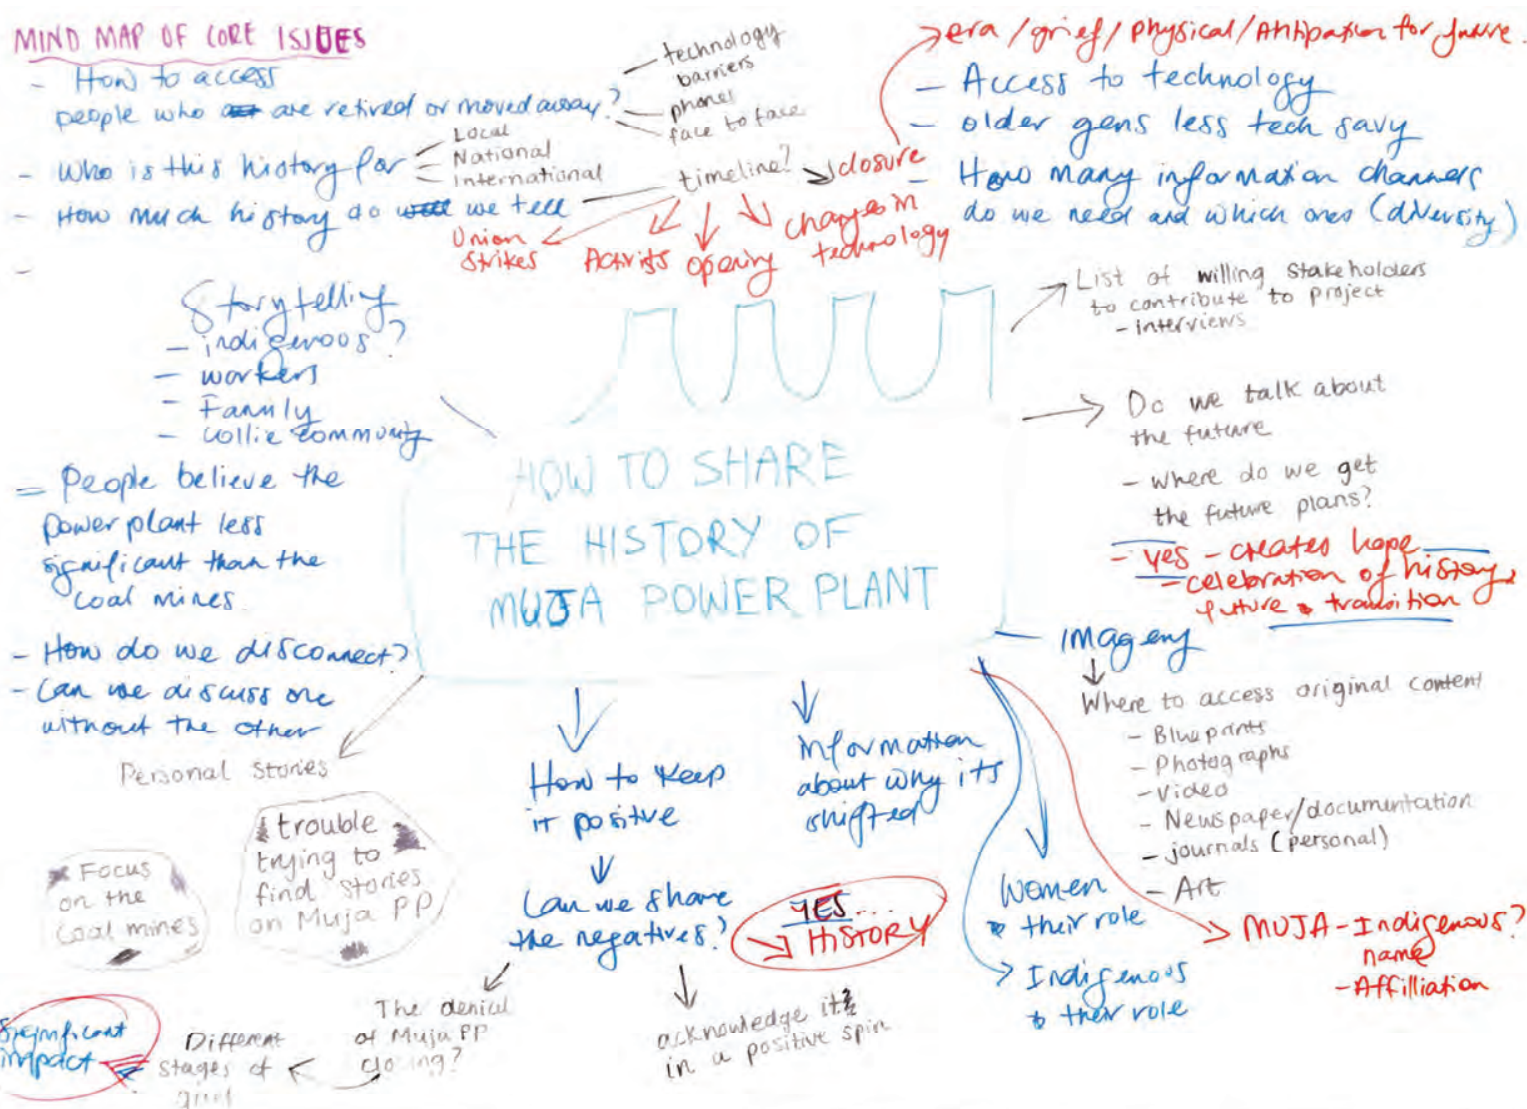 MIND MAP OF CORE ISSUES
- How to access
people who are retired or moved away?
technology
barriers
phones
face to face
- Who is this history for
Local
National
International
- How much history do we tell
timeline?
closure
era / grief / Physical / Antipation for future.
Union
Strikes
Activists
opening
changes in
technology
- Access to technology
- older gens less tech savy
- How many information channels
do we need and which ones (diversity)
Storytelling
- indigenous?
- workers
- Family
- Collie community
- People believe the
power plant less
significant than the
coal mines
- How do we disconnect?
- Can we discuss one
without the other
HOW TO SHARE
THE HISTORY OF
MUJA POWER PLANT
List of willing stakeholders
to contribute to project
- Interviews
Do we talk about
the future
- where do we get
the future plans?
- yes - creates hope
- celebration of history,
future & transition
- Imagery
Where to access original content
- Blueprints
- Photographs
- Video
- Newspaper/documentation
- journals (personal)
- Art
Personal Stories
Focus
on the
coal mines
trouble
trying to
find stories
on Muja PP
How to keep
it positive
Can we share
the negatives?
YES...
HISTORY
The denial
of Muja PP
closing?
Different
stages of
grief
Significant
impact
acknowledge it
in a positive spin
Information
about why its
shifted
Women
& their role
Indigenous
& their role
MUJA - Indigenous?
name
- Affilliation